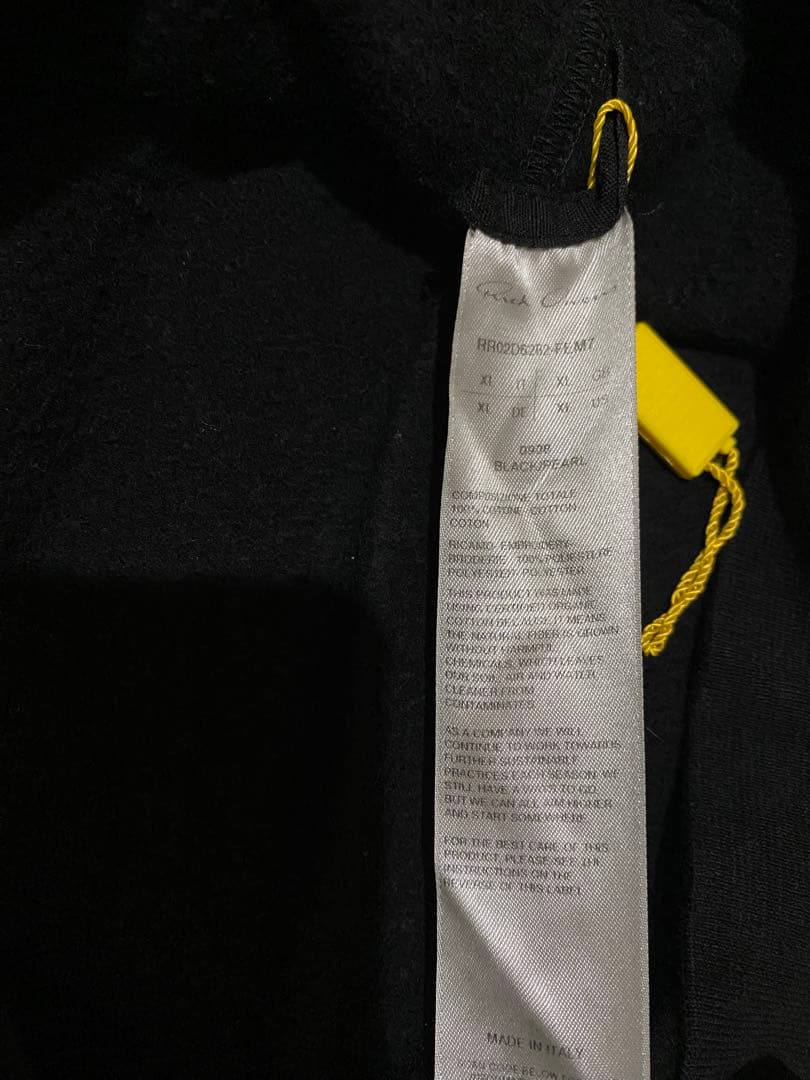 Rick Owens
RR02D6282-FEM7
XL IT XL GB
XL DE XL US
0908
BLACK/PEARL
COMPOSIZIONE TOTALE
100% COTONE COTTON
COTON
RICAMO EMBROIDERY
BRODERIE 100% POLIESTERE
POLYESTER POLYESTER
THIS PRODUCT WAS MADE
USING CERTIFIED ORGANIC
COTTON BECAUSE IT MEANS
THE NATURAL FIBER IS GROWN
WITHOUT HARMFUL
CHEMICALS, WHICH LEAVES
OUR SOIL, AIR AND WATER
CLEANER FROM
CONTAMINATES
AS A COMPANY WE WILL
CONTINUE TO WORK TOWARDS
FURTHER SUSTAINABLE
PRACTICES EACH SEASON. WE
STILL HAVE A WAYS TO GO,
BUT WE CAN ALL AIM HIGHER
AND START SOMEWHERE
FOR THE BEST CARE OF THIS
PRODUCT, PLEASE SEE THE
INSTRUCTIONS ON THE
REVERSE OF THIS LABEL
MADE IN ITALY
SCAN CODE BELOW